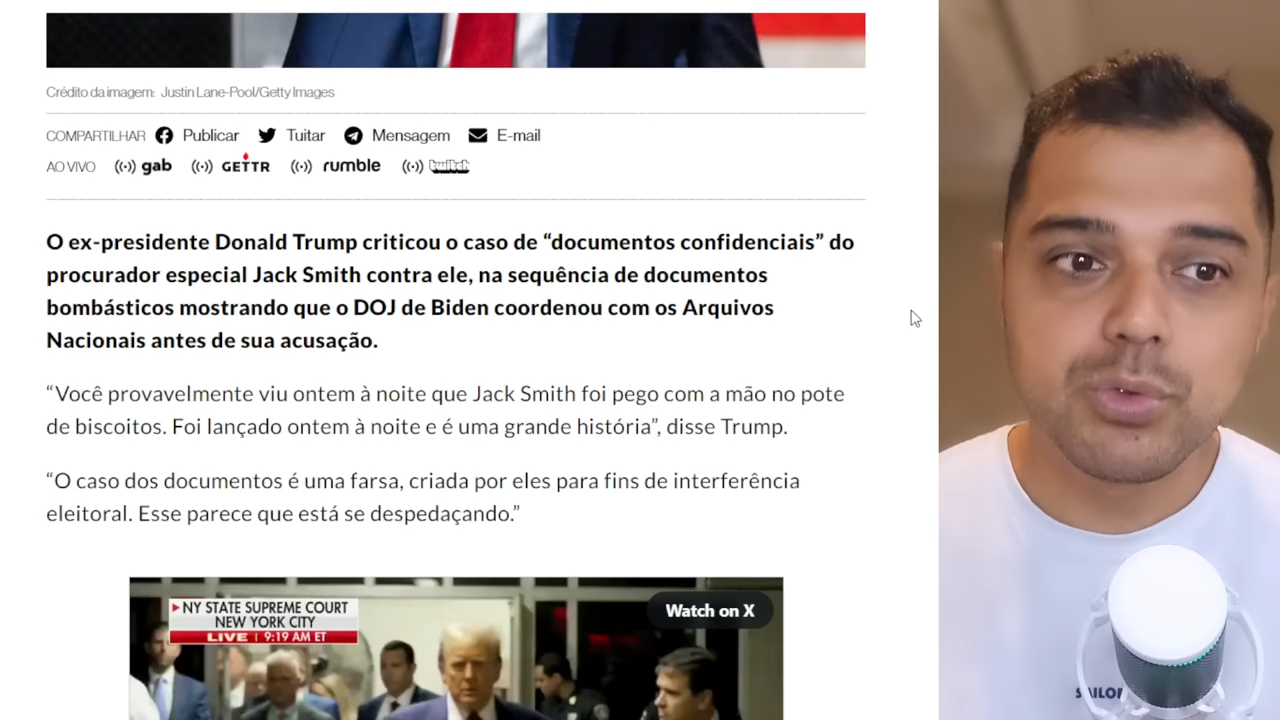 Crédito da imagem: Justin Lane-Pool/Getty Images
COMPARTILHAR Publicar Tuitar Mensagem E-mail
AO VIVO gab GETTR rumble twitch
O ex-presidente Donald Trump criticou o caso de “documentos confidenciais” do
procurador especial Jack Smith contra ele, na sequência de documentos
bombásticos mostrando que o DOJ de Biden coordenou com os Arquivos
Nacionais antes de sua acusação.
“Você provavelmente viu ontem à noite que Jack Smith foi pego com a mão no pote
de biscoitos. Foi lançado ontem à noite e é uma grande história”, disse Trump.
“O caso dos documentos é uma farsa, criada por eles para fins de interferência
eleitoral. Esse parece que está se despedaçando.”
NY STATE SUPREME COURT
NEW YORK CITY
LIVE | 9:19 AM ET
Watch on X